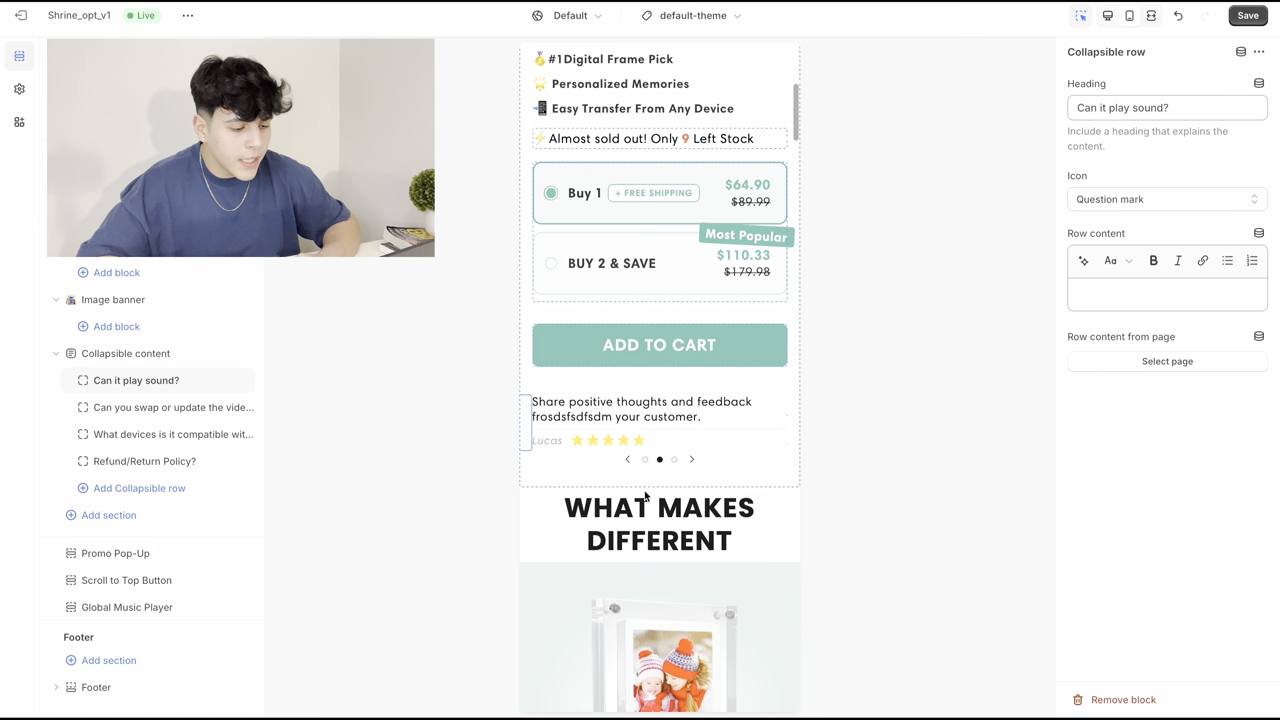 Shrine_opt_v1
Live
Default
default-theme
Save
Add block
Image banner
Add block
Collapsible content
Can it play sound?
Can you swap or update the vide...
What devices is it compatible wit...
Refund/Return Policy?
Add Collapsible row
Add section
Promo Pop-Up
Scroll to Top Button
Global Music Player
Footer
Add section
Footer
#1Digital Frame Pick
Personalized Memories
Easy Transfer From Any Device
Almost sold out! Only 9 Left Stock
Buy 1 + FREE SHIPPING $64.90
$89.99
Most Popular
BUY 2 & SAVE $110.33
$179.98
ADD TO CART
Share positive thoughts and feedback
frosdsfsdfsdm your customer.
Lucas
WHAT MAKES
DIFFERENT
Collapsible row
Heading
Can it play sound?
Include a heading that explains the
content.
Icon
Question mark
Row content
Aa B I
Row content from page
Select page
Remove block